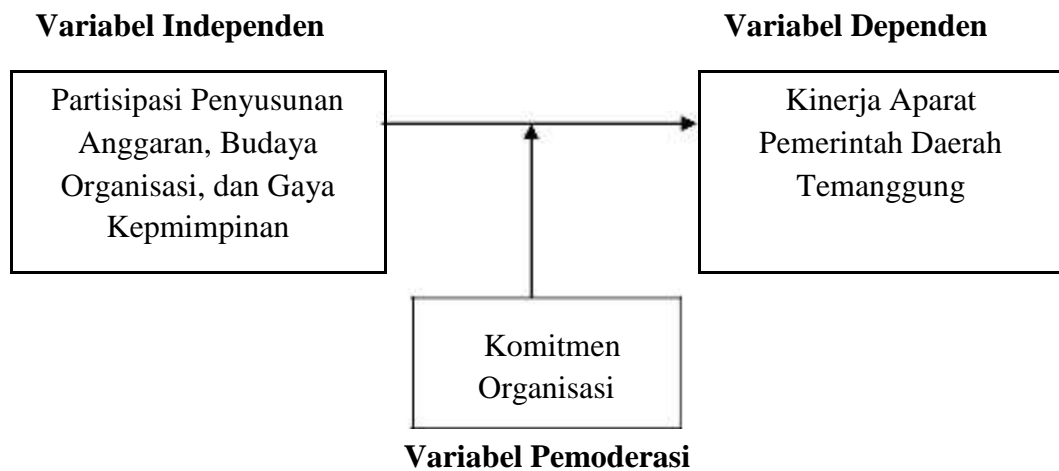 Variabel Independen
Variabel Dependen
Partisipasi Penyusunan
Anggaran, Budaya
Organisasi, dan Gaya
Kepmimpinan
Kinerja Aparat
Pemerintah Daerah
Temanggung
Komitmen
Organisasi
Variabel Pemoderasi